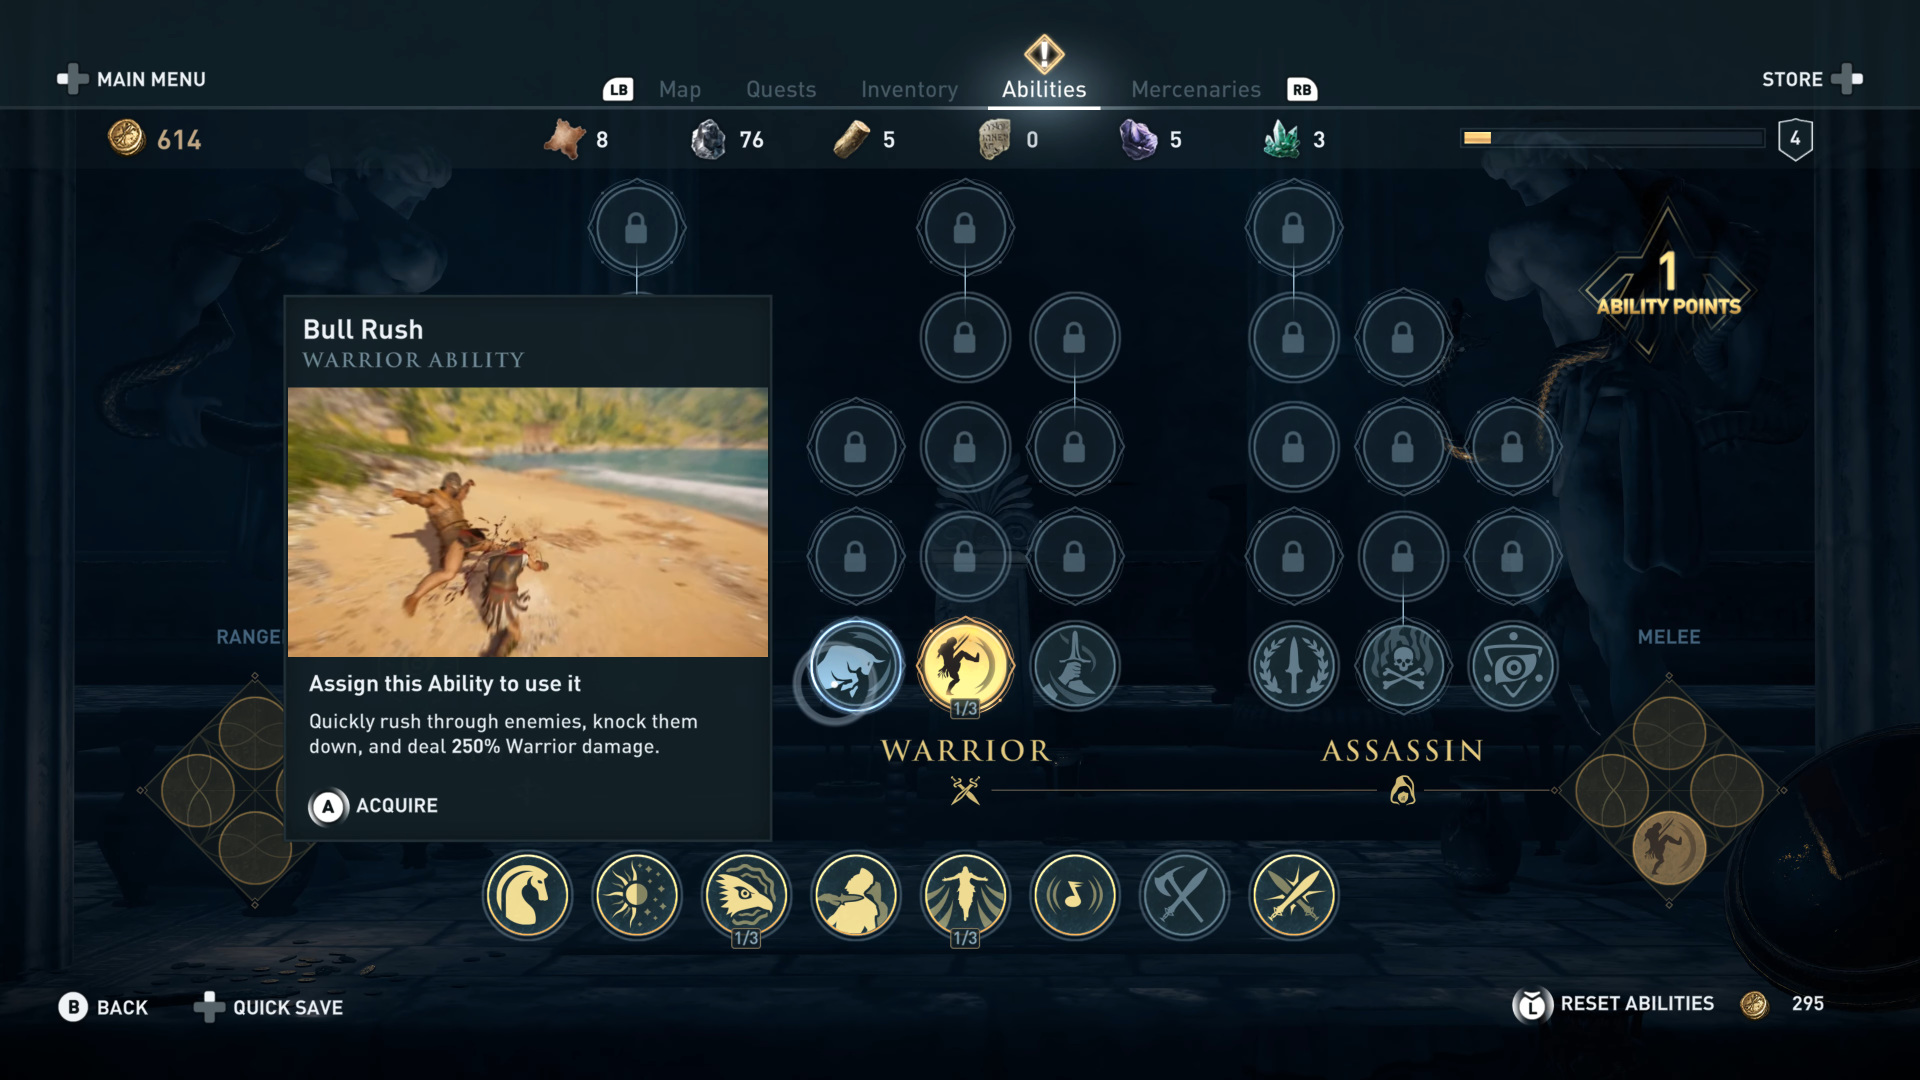 MAIN MENU
LB
Map
Quests
Inventory
Abilities
Mercenaries
RB
STORE
614
8
76
5
0
5
3
4
1
ABILITY POINTS
Bull Rush
WARRIOR ABILITY
Assign this Ability to use it
Quickly rush through enemies, knock them
down, and deal 250% Warrior damage.
A ACQUIRE
RANGE
MELEE
1/3
WARRIOR
ASSASSIN
1/3
1/3
B BACK
QUICK SAVE
L RESET ABILITIES
295